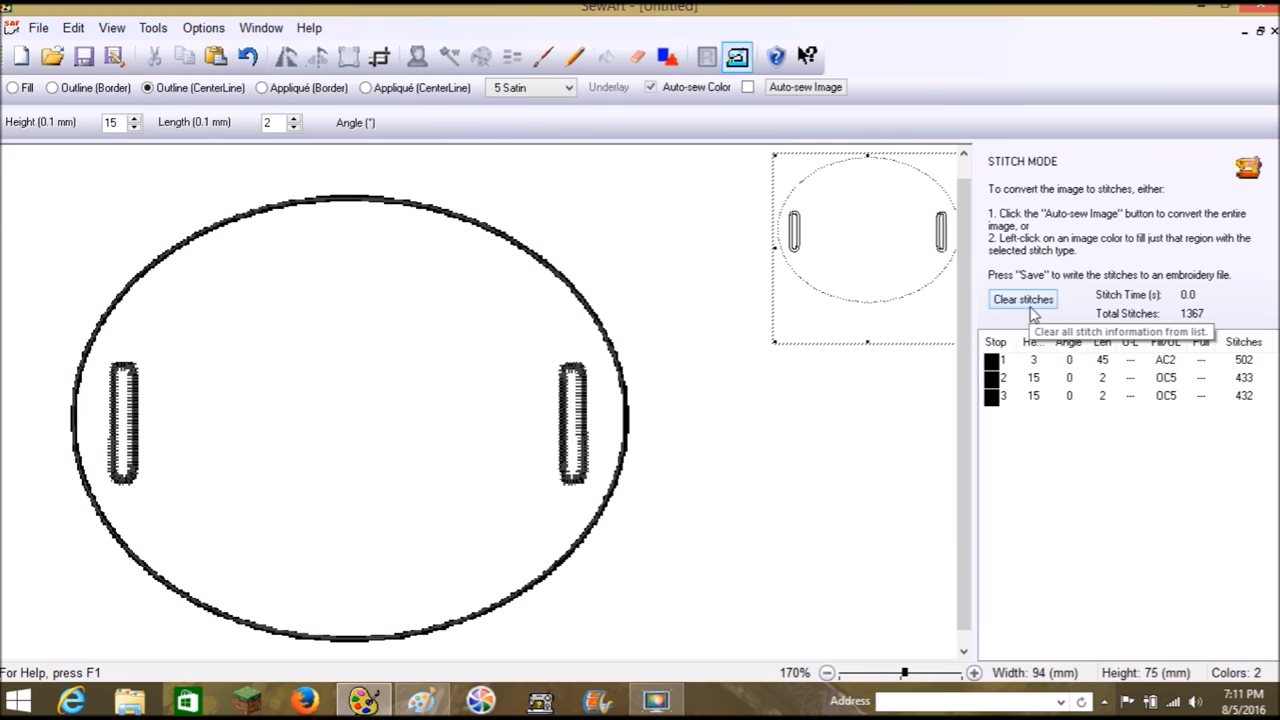 SewArt - [Untitled]
File Edit View Tools Options Window Help
Fill Outline (Border) Outline (CenterLine) Appliqué (Border) Appliqué (CenterLine) 5 Satin Underlay Auto-sew Color Auto-sew Image
Height (0.1 mm) 15 Length (0.1 mm) 2 Angle (°)
STITCH MODE
To convert the image to stitches, either:
1. Click the "Auto-sew Image" button to convert the entire
image, or
2. Left-click on an image color to fill just that region with the
selected stitch type.
Press "Save" to write the stitches to an embroidery file.
Clear stitches Stitch Time (s): 0.0
Total Stitches: 1367
Clear all stitch information from list.
Stop He... Angle Len U-L Fill/OL Pull Stitches
1 3 0 45 --- AC2 --- 502
2 15 0 2 --- OC5 --- 433
3 15 0 2 --- OC5 --- 432
For Help, press F1 170% Width: 94 (mm) Height: 75 (mm) Colors: 2
Address 7:11 PM
8/5/2016